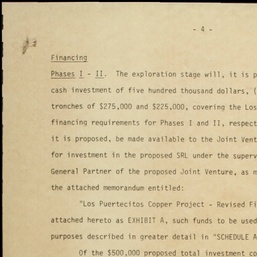 - 4 -
Financing
Phases I - II. The exploration stage will, it is p
cash investment of five hundred thousand dollars, (
tronches of $275,000 and $225,000, covering the Los
financing requirements for Phases I and II, respect
it is proposed, be made available to the Joint Ventu
for investment in the proposed SRL under the superv
General Partner of the proposed Joint Venture, as m
the attached memorandum entitled:
"Los Puertecitos Copper Project - Revised Fi
attached hereto as EXHIBIT A, such funds to be used
purposes described in greater detail in "SCHEDULE A
Of the $500,000 proposed total investment co